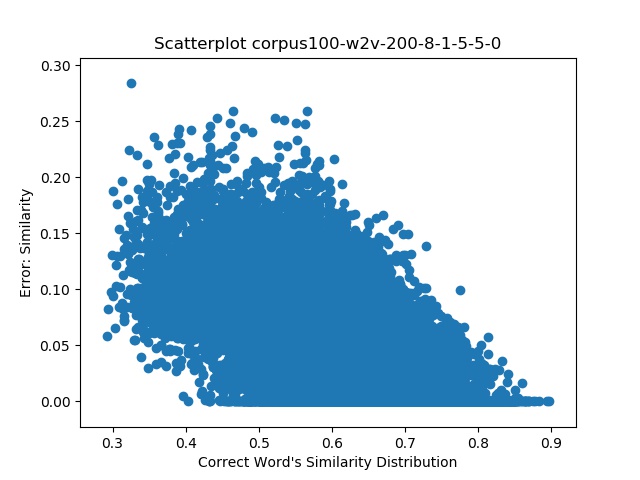 Scatterplot corpus100-w2v-200-8-1-5-5-0
0.30
0.25
0.20
0.15
0.10
0.05
0.00
Error: Similarity
0.3 0.4 0.5 0.6 0.7 0.8 0.9
Correct Word's Similarity Distribution